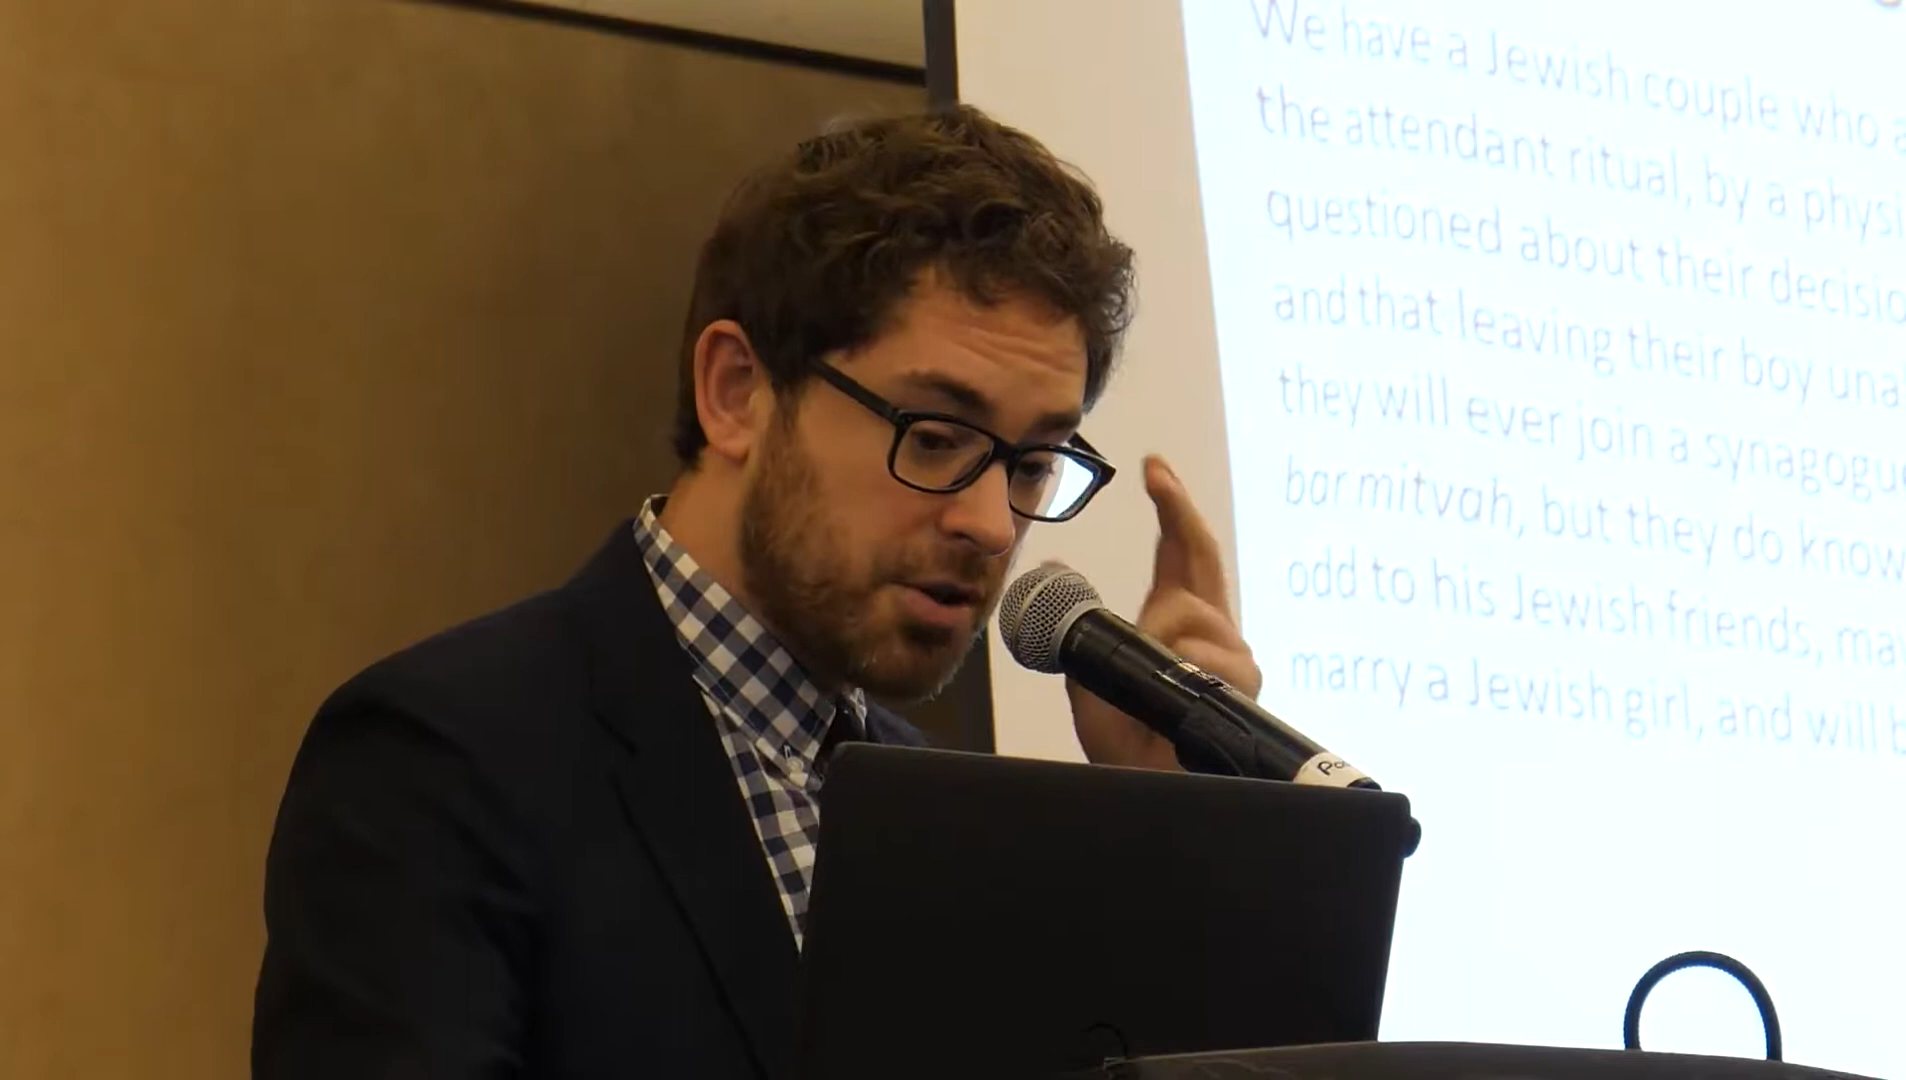 We have a Jewish couple who
the attendant ritual, by a physi
questioned about their decisio
and that leaving their boy una
they will ever join a synagogue
bar mitvah, but they do know
odd to his Jewish friends, may
marry a Jewish girl, and will b